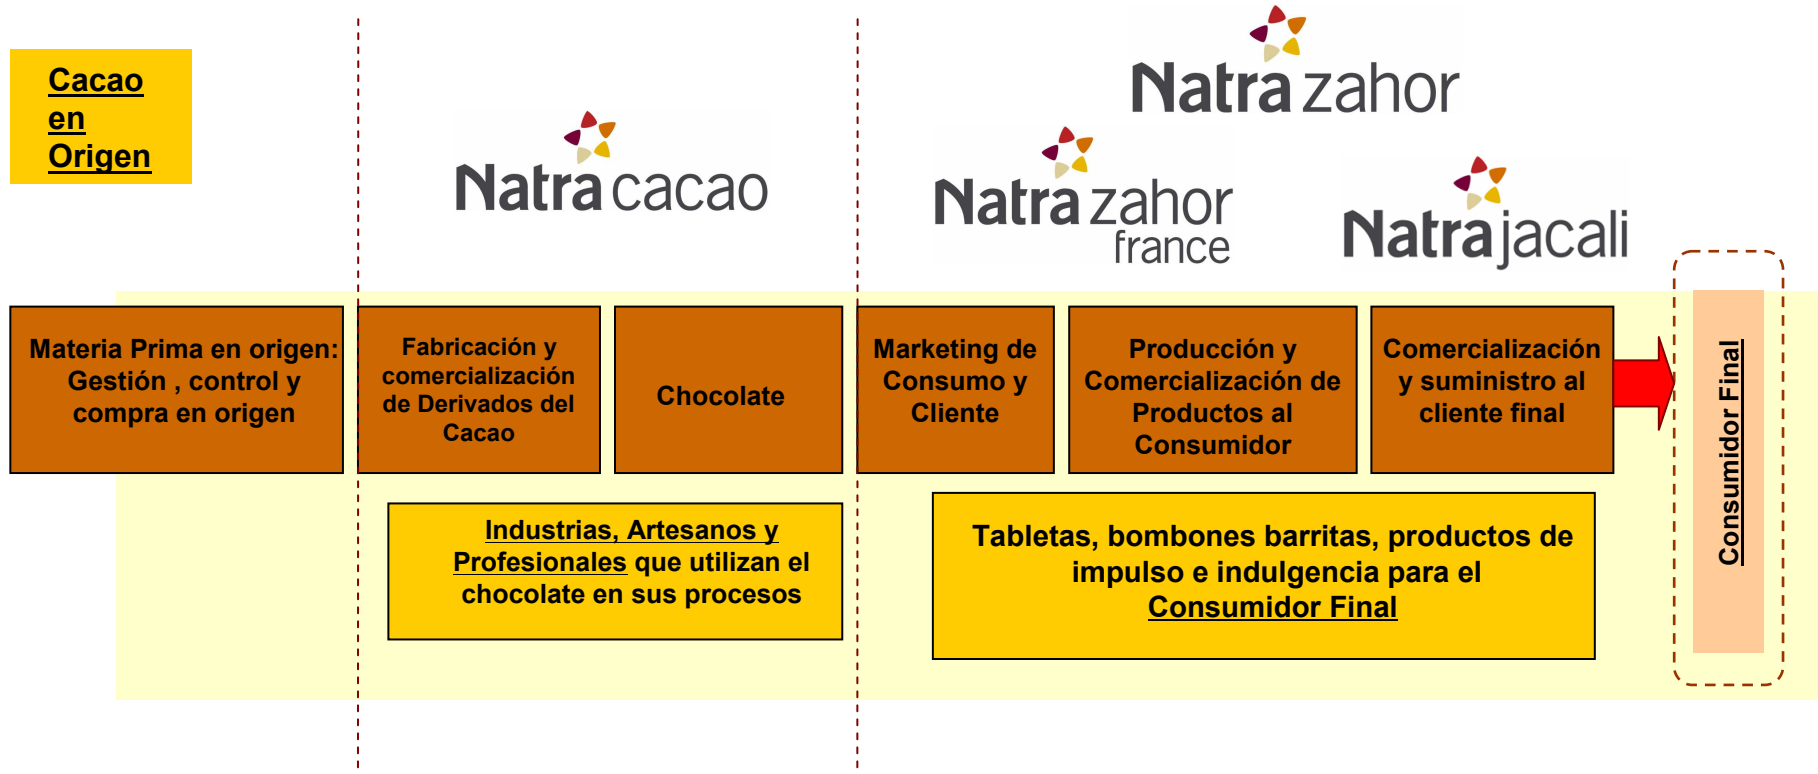 Cacao
en
Origen
Natra cacao
Natra zahor
Natra zahor
france
Natra jacali
Materia Prima en origen:
Gestión , control y
compra en origen
Fabricación y
comercialización
de Derivados del
Cacao
Chocolate
Marketing de
Consumo y
Cliente
Producción y
Comercialización de
Productos al
Consumidor
Comercialización
y suministro al
cliente final
Consumidor Final
Industrias, Artesanos y
Profesionales que utilizan el
chocolate en sus procesos
Tabletas, bombones barritas, productos de
impulso e indulgencia para el
Consumidor Final